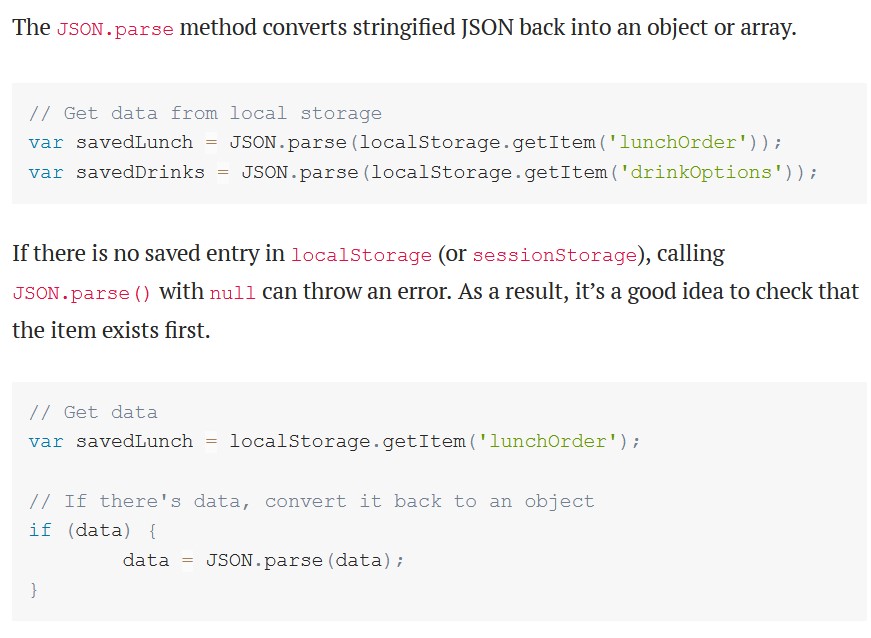 The JSON.parse method converts stringified JSON back into an object or array.
// Get data from local storage
var savedLunch = JSON.parse(localStorage.getItem('lunchOrder'));
var savedDrinks = JSON.parse(localStorage.getItem('drinkOptions'));
If there is no saved entry in localStorage (or sessionStorage), calling
JSON.parse() with null can throw an error. As a result, it’s a good idea to check that
the item exists first.
// Get data
var savedLunch = localStorage.getItem('lunchOrder');
// If there's data, convert it back to an object
if (data) {
        data = JSON.parse(data);
}